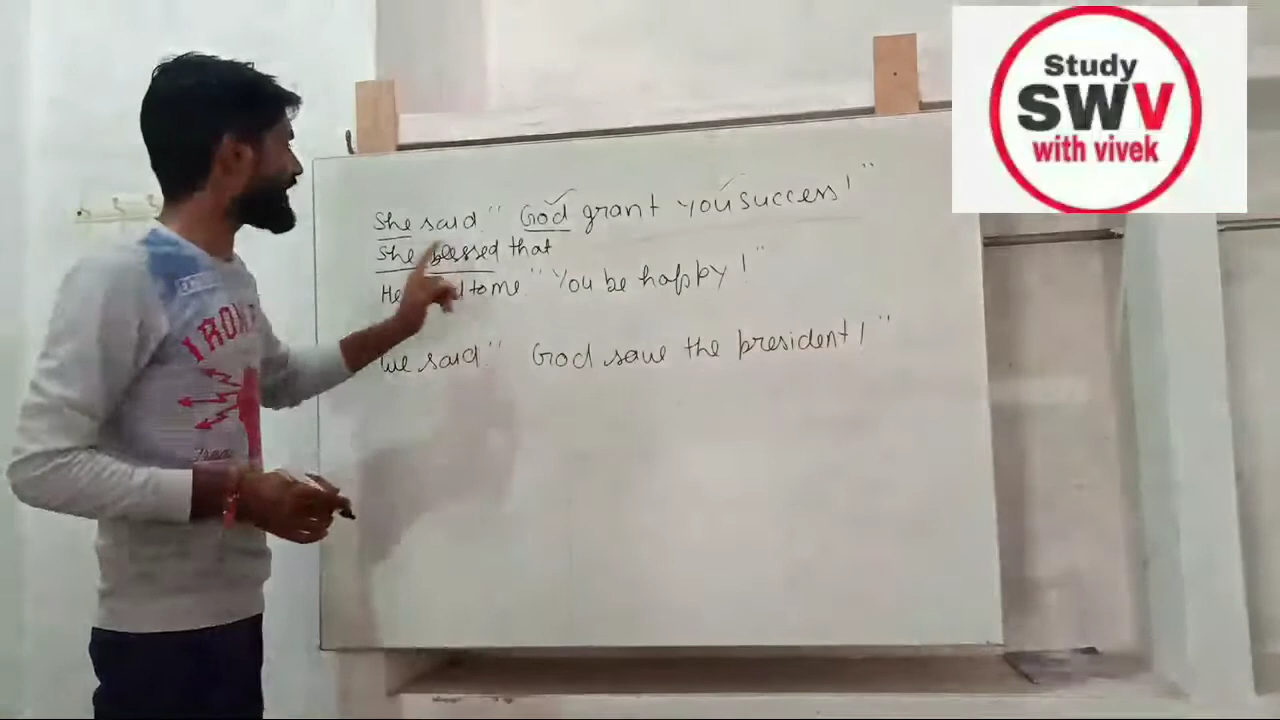 Study
SWV
with vivek
She said " God grant you success! "
She blessed that
He to me " You be happy! "
We said " God save the president! "
IRON